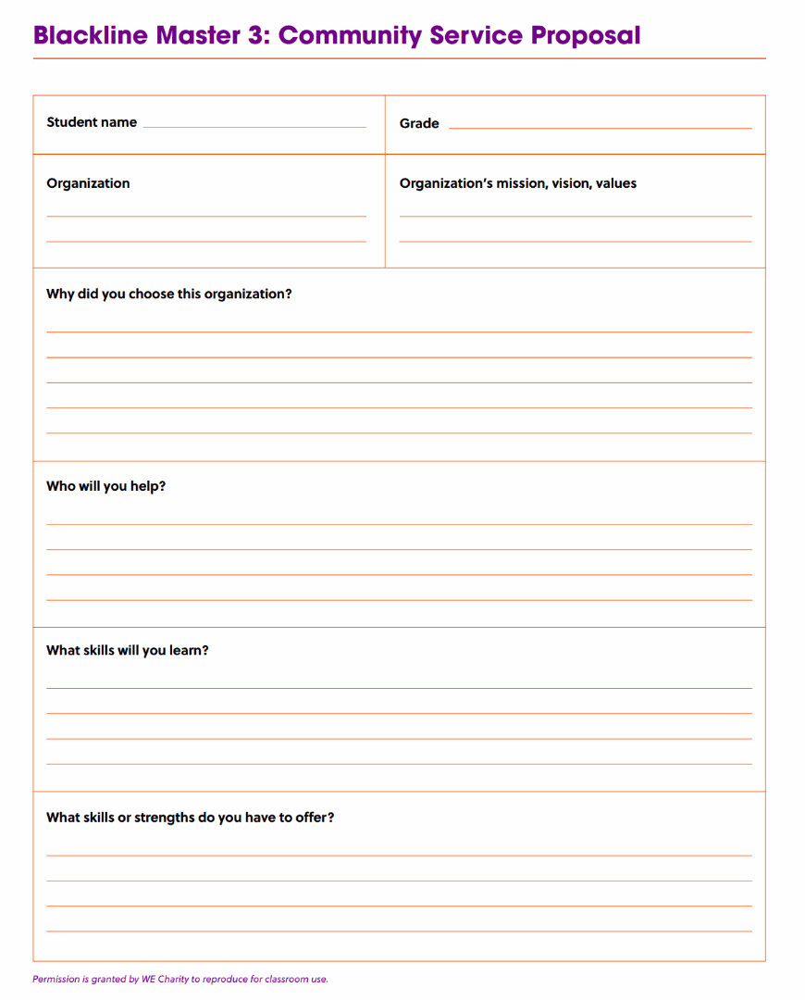 Blackline Master 3: Community Service Proposal
Student name
Grade
Organization
Organization's mission, vision, values
Why did you choose this organization?
Who will you help?
What skills will you learn?
What skills or strengths do you have to offer?
Permission is granted by WE Charity to reproduce for classroom use.